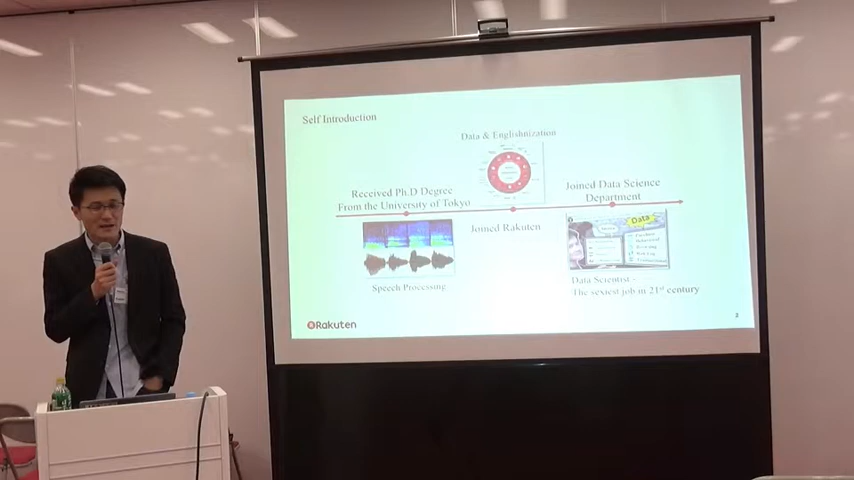 Self Introduction
Data & Englishnization
Received Ph.D Degree
From the University of Tokyo
Joined Data Science
Department
Joined Rakuten
Data
Speech Processing
Data Scientist -
The sexiest job in 21st century
Rakuten